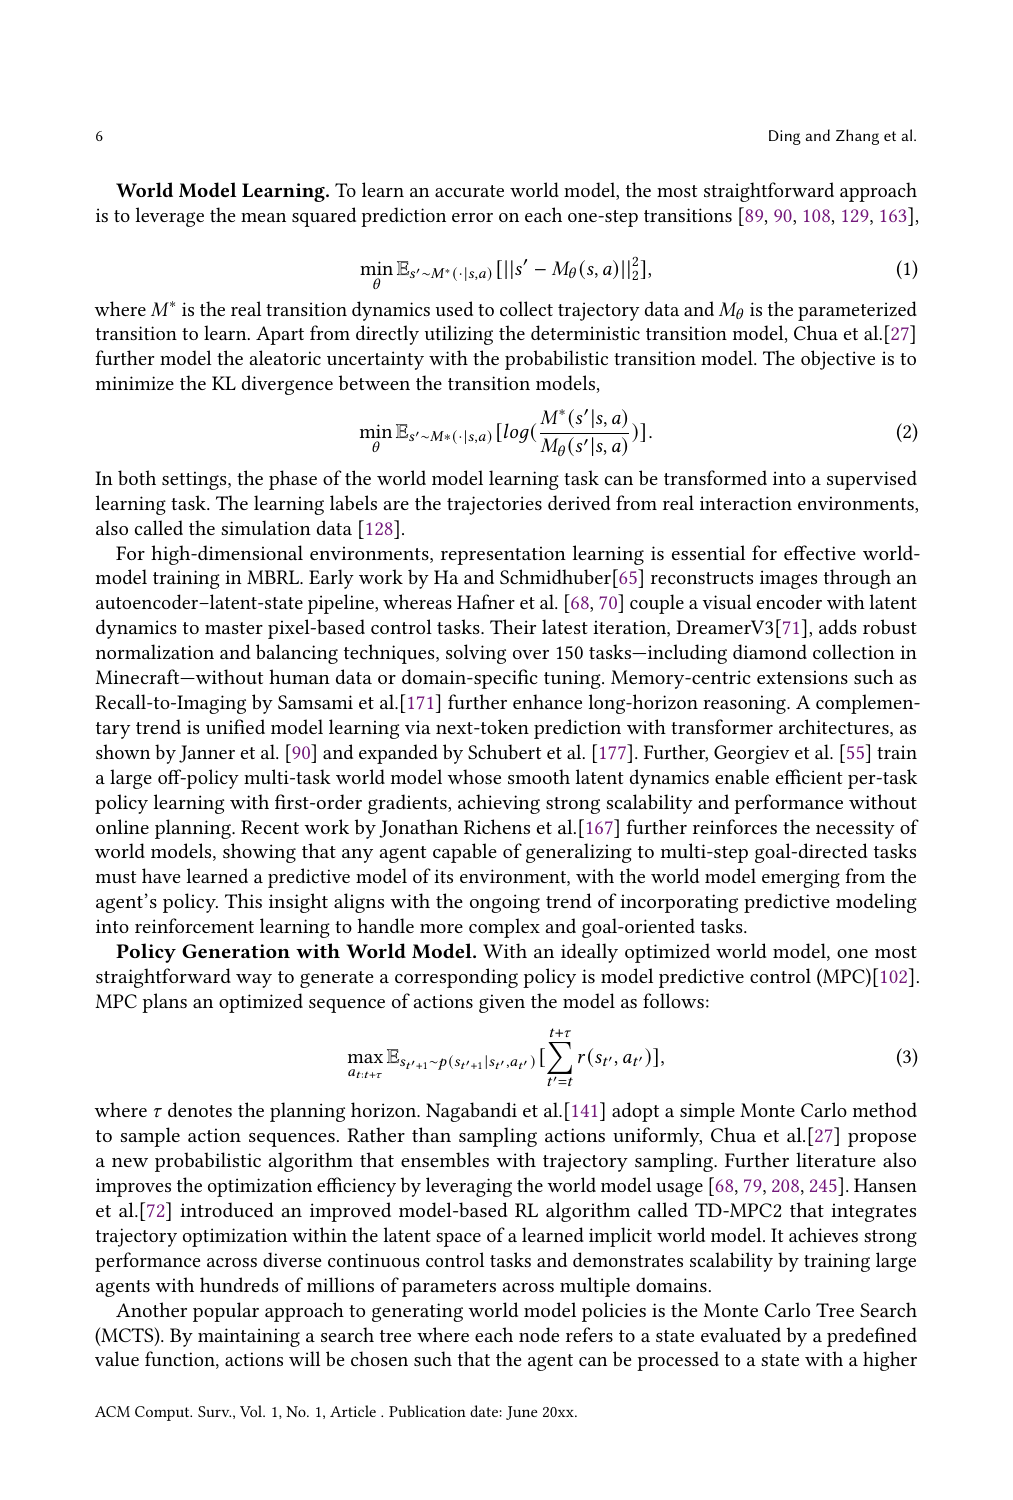 6
Ding and Zhang et al.
World Model Learning. To learn an accurate world model, the most straightforward approach
is to leverage the mean squared prediction error on each one-step transitions [89, 90, 108, 129, 163],
min_θ 𝔼_{s′∼M*(·|s,a)}[||s′ − M_θ(s, a)||₂²], (1)
where M* is the real transition dynamics used to collect trajectory data and M_θ is the parameterized
transition to learn. Apart from directly utilizing the deterministic transition model, Chua et al.[27]
further model the aleatoric uncertainty with the probabilistic transition model. The objective is to
minimize the KL divergence between the transition models,
min_θ 𝔼_{s′∼M*(·|s,a)}[log(M*(s′|s, a) / M_θ(s′|s, a))]. (2)
In both settings, the phase of the world model learning task can be transformed into a supervised
learning task. The learning labels are the trajectories derived from real interaction environments,
also called the simulation data [128].
For high-dimensional environments, representation learning is essential for effective world-
model training in MBRL. Early work by Ha and Schmidhuber[65] reconstructs images through an
autoencoder–latent-state pipeline, whereas Hafner et al. [68, 70] couple a visual encoder with latent
dynamics to master pixel-based control tasks. Their latest iteration, DreamerV3[71], adds robust
normalization and balancing techniques, solving over 150 tasks—including diamond collection in
Minecraft—without human data or domain-specific tuning. Memory-centric extensions such as
Recall-to-Imaging by Samsami et al.[171] further enhance long-horizon reasoning. A complemen-
tary trend is unified model learning via next-token prediction with transformer architectures, as
shown by Janner et al. [90] and expanded by Schubert et al. [177]. Further, Georgiev et al. [55] train
a large off-policy multi-task world model whose smooth latent dynamics enable efficient per-task
policy learning with first-order gradients, achieving strong scalability and performance without
online planning. Recent work by Jonathan Richens et al.[167] further reinforces the necessity of
world models, showing that any agent capable of generalizing to multi-step goal-directed tasks
must have learned a predictive model of its environment, with the world model emerging from the
agent's policy. This insight aligns with the ongoing trend of incorporating predictive modeling
into reinforcement learning to handle more complex and goal-oriented tasks.
Policy Generation with World Model. With an ideally optimized world model, one most
straightforward way to generate a corresponding policy is model predictive control (MPC)[102].
MPC plans an optimized sequence of actions given the model as follows:
max_{a_{t:t+τ}} 𝔼_{s_{t′+1}∼p(s_{t′+1}|s_{t′},a_{t′})}[∑_{t′=t}^{t+τ} r(s_{t′}, a_{t′})], (3)
where τ denotes the planning horizon. Nagabandi et al.[141] adopt a simple Monte Carlo method
to sample action sequences. Rather than sampling actions uniformly, Chua et al.[27] propose
a new probabilistic algorithm that ensembles with trajectory sampling. Further literature also
improves the optimization efficiency by leveraging the world model usage [68, 79, 208, 245]. Hansen
et al.[72] introduced an improved model-based RL algorithm called TD-MPC2 that integrates
trajectory optimization within the latent space of a learned implicit world model. It achieves strong
performance across diverse continuous control tasks and demonstrates scalability by training large
agents with hundreds of millions of parameters across multiple domains.
Another popular approach to generating world model policies is the Monte Carlo Tree Search
(MCTS). By maintaining a search tree where each node refers to a state evaluated by a predefined
value function, actions will be chosen such that the agent can be processed to a state with a higher
ACM Comput. Surv., Vol. 1, No. 1, Article . Publication date: June 20xx.